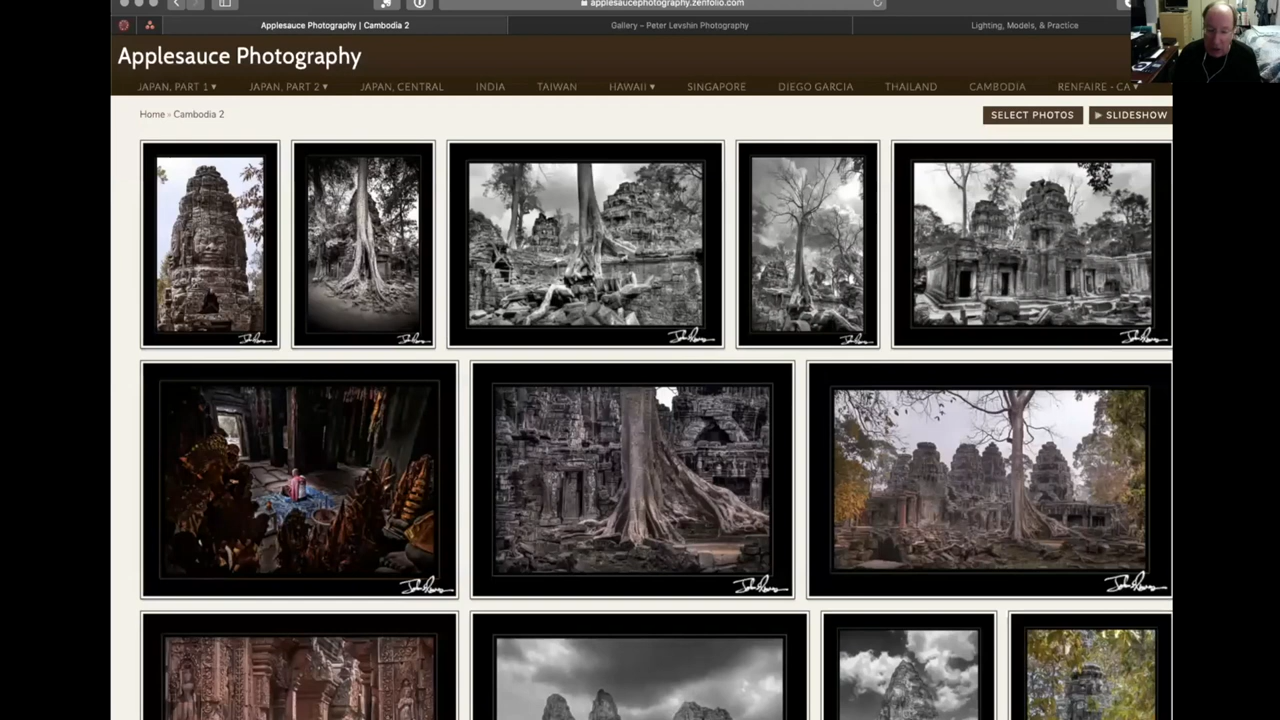 applesaucephotography.zenfolio.com
Applesauce Photography | Cambodia 2
Gallery – Peter Levshin Photography
Lighting, Models, & Practice
Applesauce Photography
JAPAN, PART 1 ▾
JAPAN, PART 2 ▾
JAPAN, CENTRAL
INDIA
TAIWAN
HAWAII ▾
SINGAPORE
DIEGO GARCIA
THAILAND
CAMBODIA
RENFAIRE - CA ▾
Home » Cambodia 2
SELECT PHOTOS
▶ SLIDESHOW